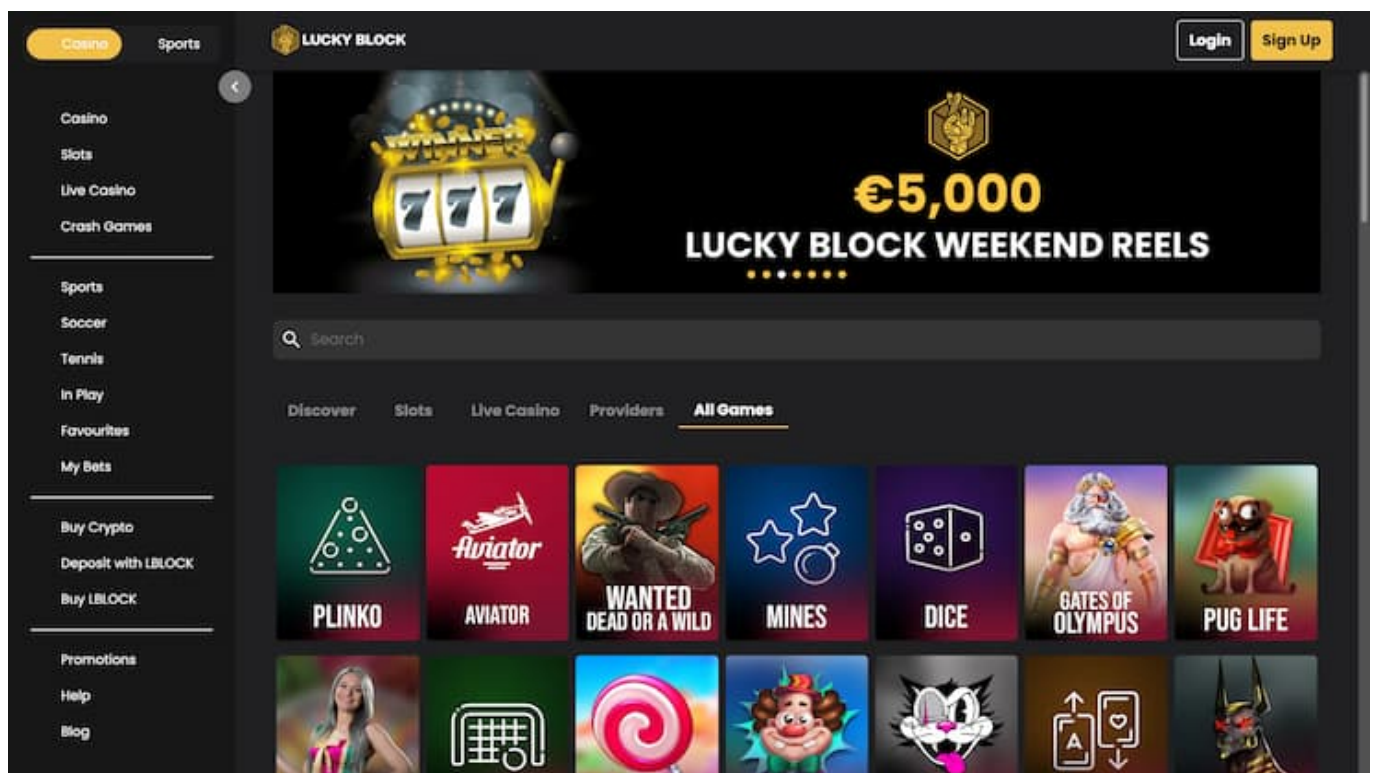 Casino
Sports
LUCKY BLOCK
Login
Sign Up
Casino
Slots
Live Casino
Crash Games
Sports
Soccer
Tennis
In Play
Favourites
My Bets
Buy Crypto
Deposit with LBLOCK
Buy LBLOCK
Promotions
Help
Blog
WINNER
7 7 7
€5,000
LUCKY BLOCK WEEKEND REELS
Search
Discover
Slots
Live Casino
Providers
All Games
PLINKO
Aviator
AVIATOR
WANTED
DEAD OR A WILD
MINES
DICE
GATES OF
OLYMPUS
PUG LIFE
A